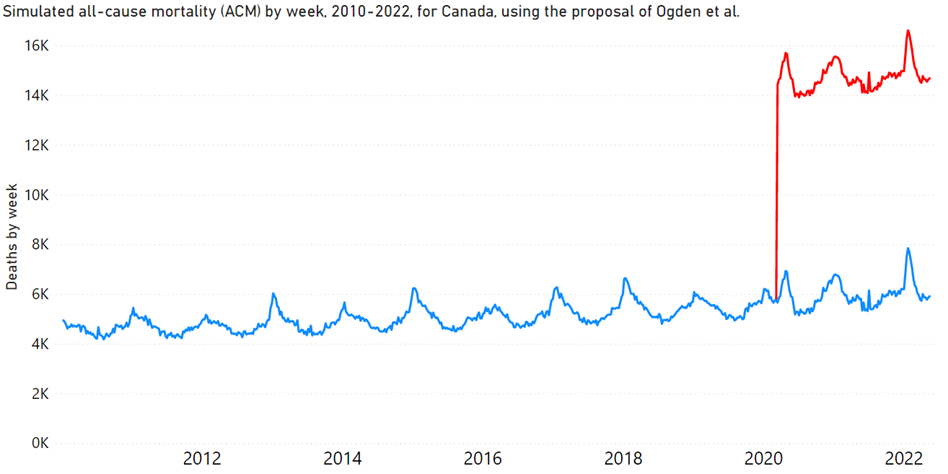 Simulated all-cause mortality (ACM) by week, 2010-2022, for Canada, using the proposal of Ogden et al.
16K
14K
12K
10K
8K
6K
4K
2K
0K
Deaths by week
2012 2014 2016 2018 2020 2022